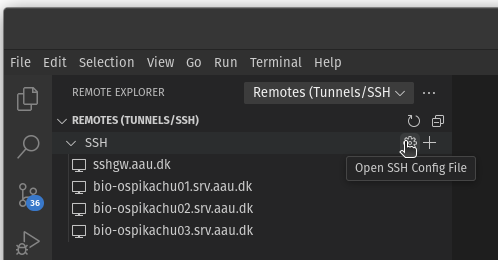 File Edit Selection View Go Run Terminal Help
REMOTE EXPLORER Remotes (Tunnels/SSH ...
REMOTES (TUNNELS/SSH)
SSH
Open SSH Config File
sshgw.aau.dk
bio-ospikachu01.srv.aau.dk
36
bio-ospikachu02.srv.aau.dk
bio-ospikachu03.srv.aau.dk